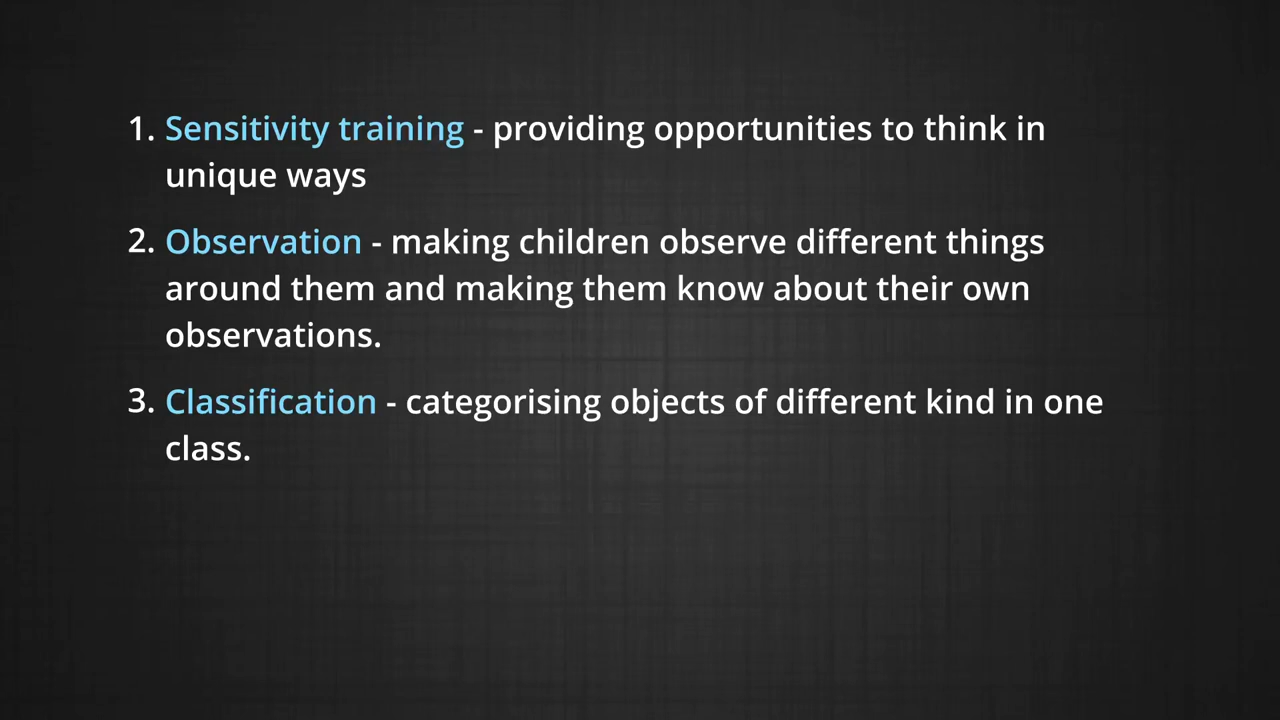 1. Sensitivity training - providing opportunities to think in
unique ways
2. Observation - making children observe different things
around them and making them know about their own
observations.
3. Classification - categorising objects of different kind in one
class.